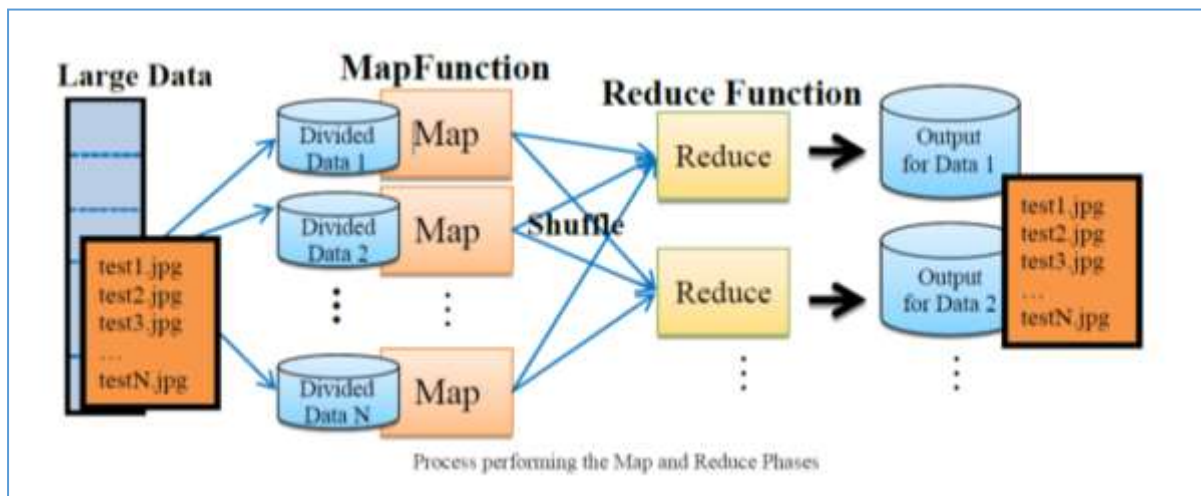 Large Data
MapFunction
Reduce Function
test1.jpg
test2.jpg
test3.jpg
...
testN.jpg
Divided
Data 1
Map
Divided
Data 2
Map
Divided
Data N
Map
Shuffle
Reduce
Reduce
Output
for Data 1
Output
for Data 2
test1.jpg
test2.jpg
test3.jpg
...
testN.jpg
Process performing the Map and Reduce Phases